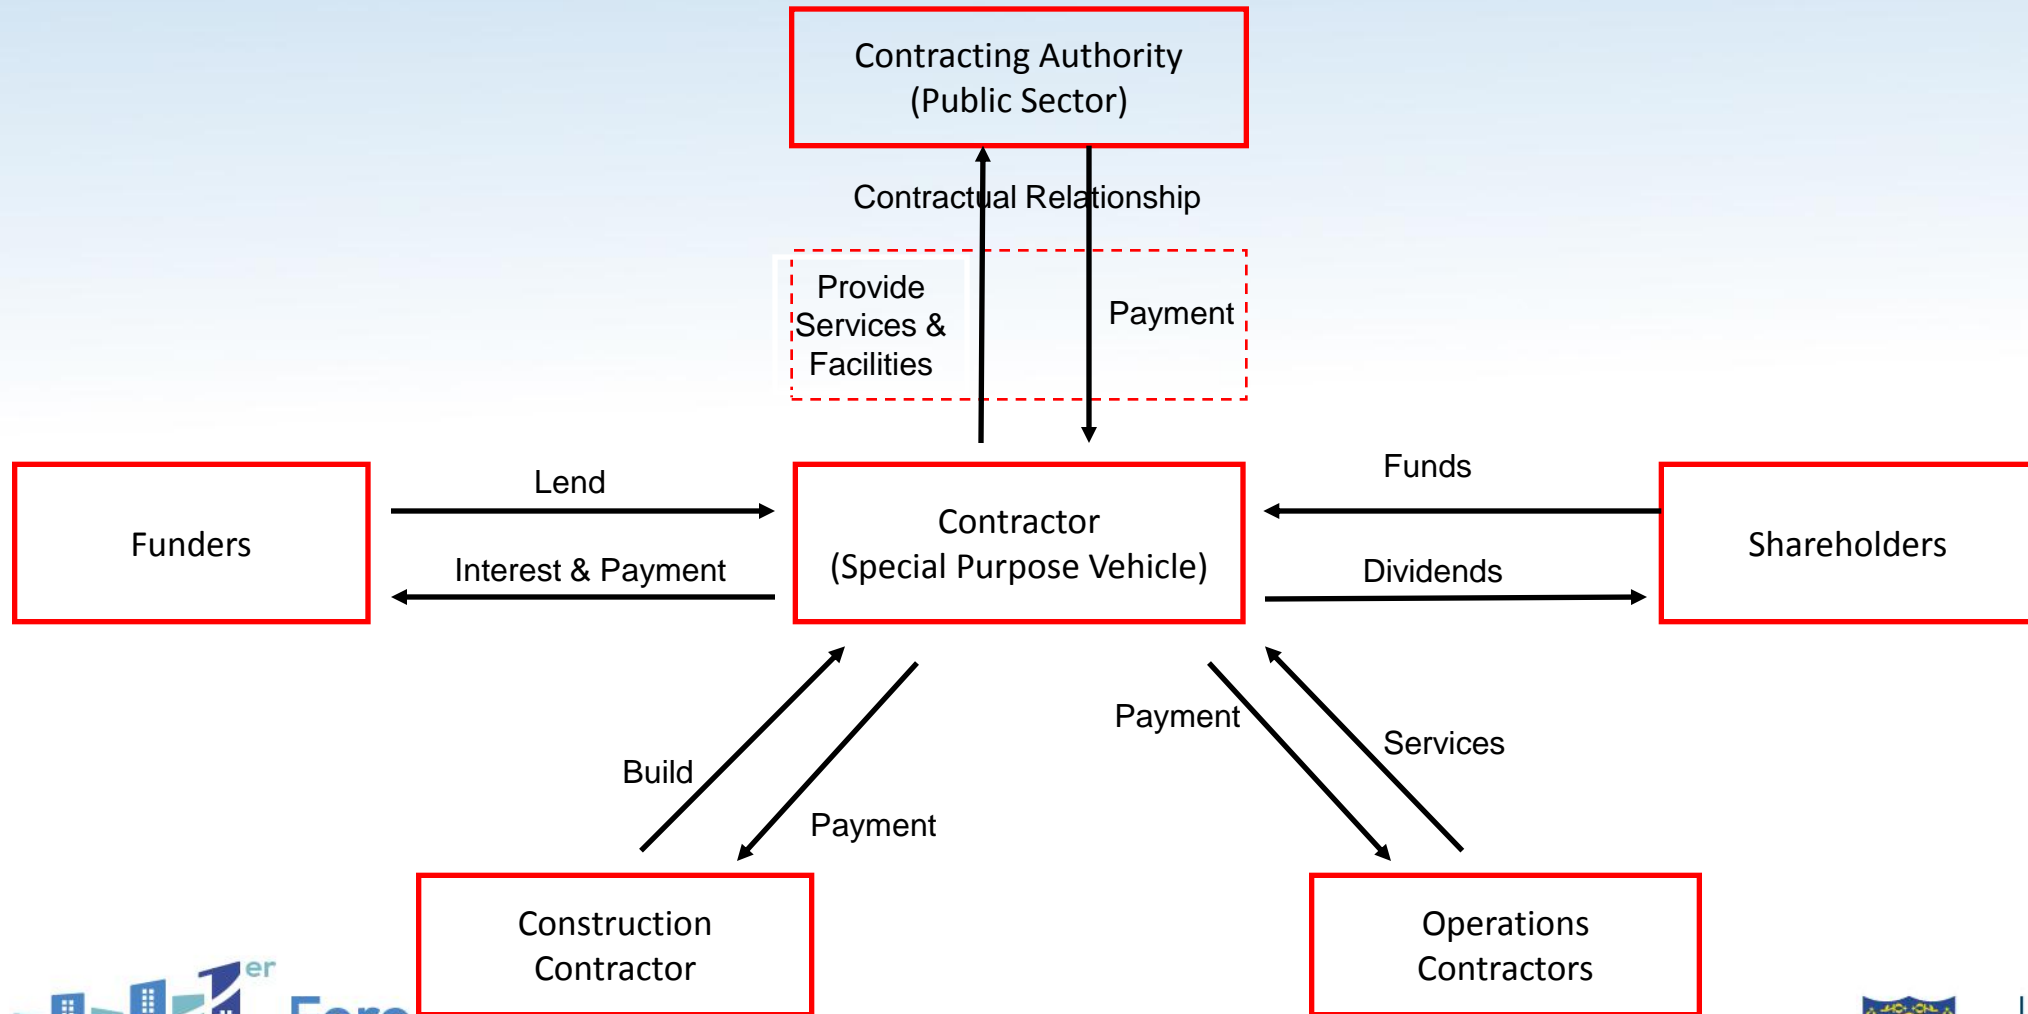 Contracting Authority
(Public Sector)
Contractual Relationship
Provide
Services &
Facilities
Payment
Lend
Funds
Funders
Contractor
(Special Purpose Vehicle)
Shareholders
Interest & Payment
Dividends
Payment
Services
Build
Payment
Construction
Contractor
Operations
Contractors
1er